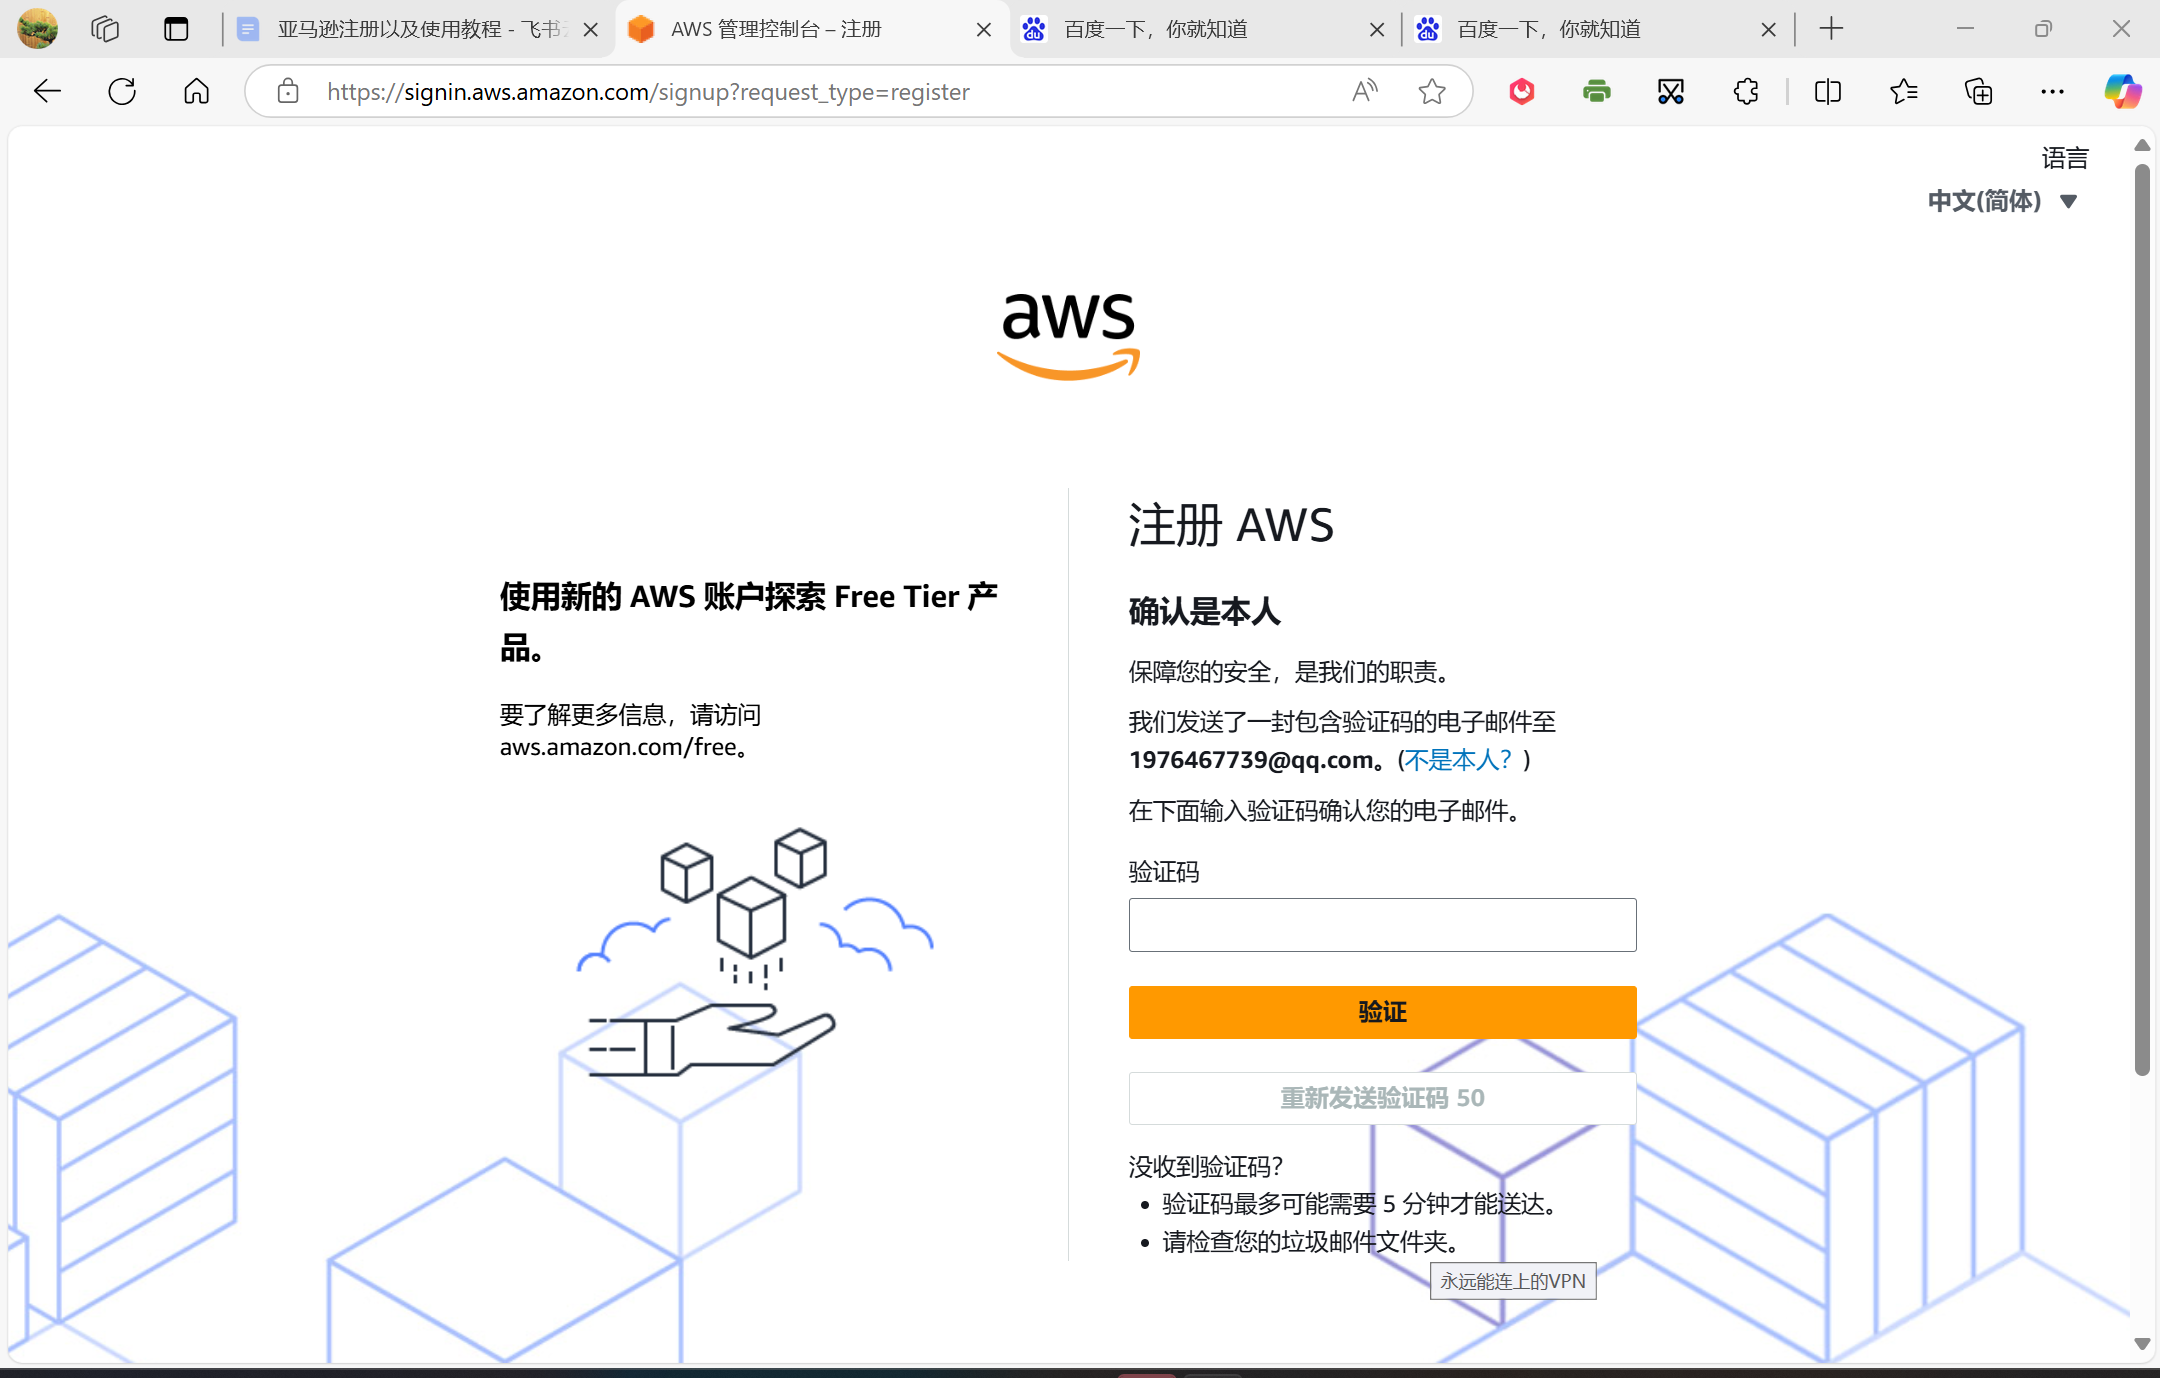 亚马逊注册以及使用教程 - 飞书
AWS 管理控制台 – 注册
百度一下，你就知道
百度一下，你就知道
https://signin.aws.amazon.com/signup?request_type=register
语言
中文(简体)
aws
使用新的 AWS 账户探索 Free Tier 产
品。
要了解更多信息，请访问
aws.amazon.com/free。
注册 AWS
确认是本人
保障您的安全，是我们的职责。
我们发送了一封包含验证码的电子邮件至
1976467739@qq.com。(不是本人？)
在下面输入验证码确认您的电子邮件。
验证码
验证
重新发送验证码 50
没收到验证码？
• 验证码最多可能需要 5 分钟才能送达。
• 请检查您的垃圾邮件文件夹。
永远能连上的VPN